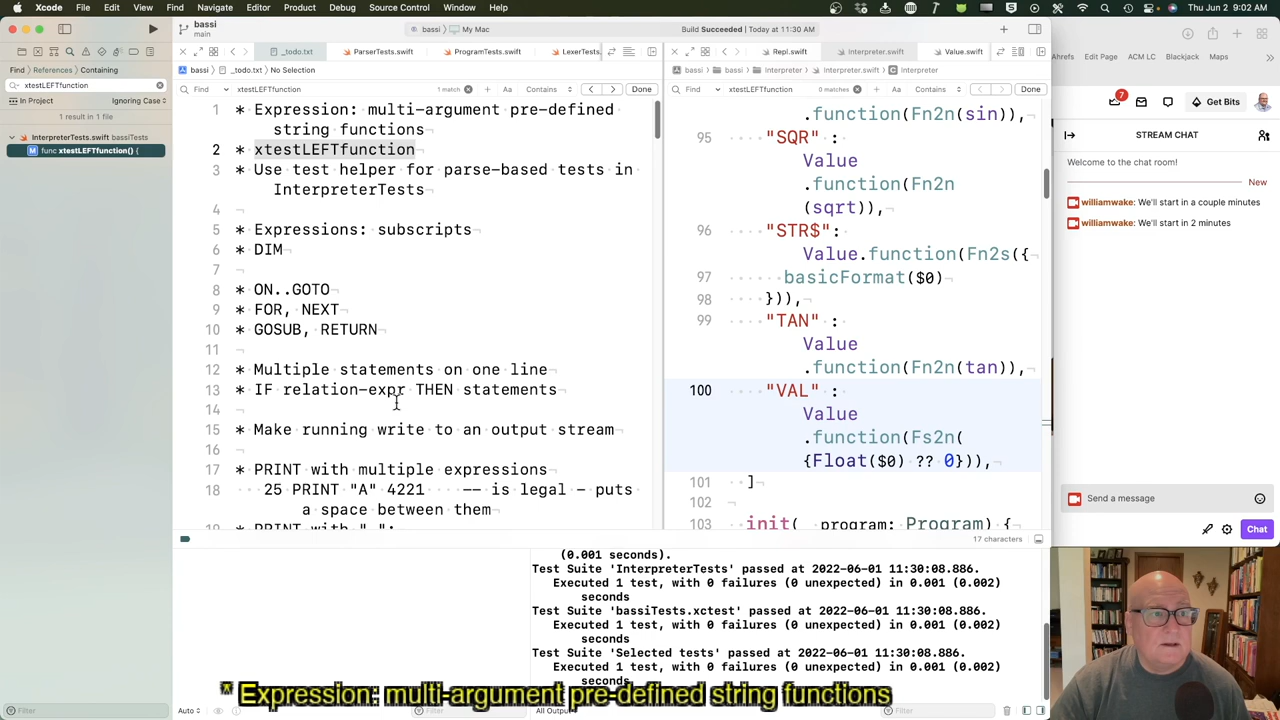 Xcode File Edit View Find Navigate Editor Product Debug Source Control Window Help
Thu Jun 2 9:02 AM
bassi
main
bassi My Mac
Build Succeeded | Today at 11:30 AM
_todo.txt ParserTests.swift ProgramTests.swift LexerTests.
Repl.swift Interpreter.swift Value.swift
Ahrefs Edit Page ACM LC Blackjack Maps
Find References Containing
xtestLEFTfunction
In Project Ignoring Case
1 result in 1 file
InterpreterTests.swift bassiTests
M func xtestLEFTfunction() {
bassi _todo.txt No Selection
Find xtestLEFTfunction 1 match Aa Contains Done
1 * Expression: multi-argument pre-defined
string functions
2 * xtestLEFTfunction
3 * Use test helper for parse-based tests in
InterpreterTests
4
5 * Expressions: subscripts
6 * DIM
7
8 * ON..GOTO
9 * FOR, NEXT
10 * GOSUB, RETURN
11
12 * Multiple statements on one line
13 * IF relation-expr THEN statements
14
15 * Make running write to an output stream
16
17 * PRINT with multiple expressions
18 25 PRINT "A" 4221 -- is legal - puts
a space between them
bassi bassi Interpreter Interpreter.swift C Interpreter
Find xtestLEFTfunction 0 matches Aa Contains Done
.function(Fn2n(sin)),
95 "SQR" :
Value
.function(Fn2n
(sqrt)),
96 "STR$":
Value.function(Fn2s({
97 basicFormat($0)
98 })),
99 "TAN" :
Value
.function(Fn2n(tan)),
100 "VAL" :
Value
.function(Fs2n(
{Float($0) ?? 0})),
101 ]
102
103 init(_ program: Program) {
17 characters
(0.001 seconds).
Test Suite 'InterpreterTests' passed at 2022-06-01 11:30:08.886.
Executed 1 test, with 0 failures (0 unexpected) in 0.001 (0.002)
seconds
Test Suite 'bassiTests.xctest' passed at 2022-06-01 11:30:08.886.
Executed 1 test, with 0 failures (0 unexpected) in 0.001 (0.002)
seconds
Test Suite 'Selected tests' passed at 2022-06-01 11:30:08.886.
Executed 1 test, with 0 failures (0 unexpected) in 0.001 (0.002)
seconds
* Expression: multi-argument pre-defined string functions
Filter Auto Filter All Output Filter
7 Get Bits
STREAM CHAT
Welcome to the chat room!
New
williamwake: We'll start in a couple minutes
williamwake: We'll start in 2 minutes
Send a message
Chat